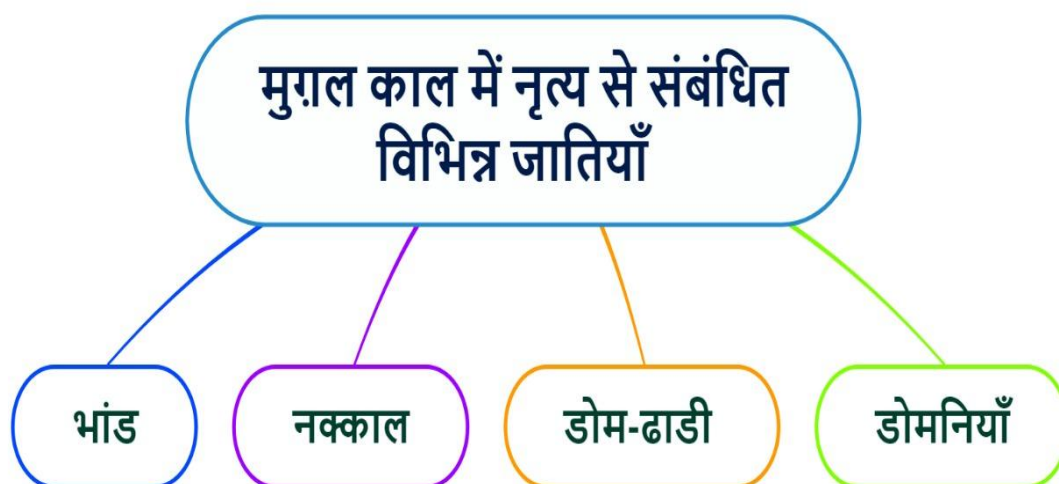 मुग़ल काल में नृत्य से संबंधित
विभिन्न जातियाँ
भांड
नक्काल
डोम-ढाडी
डोमनियाँ